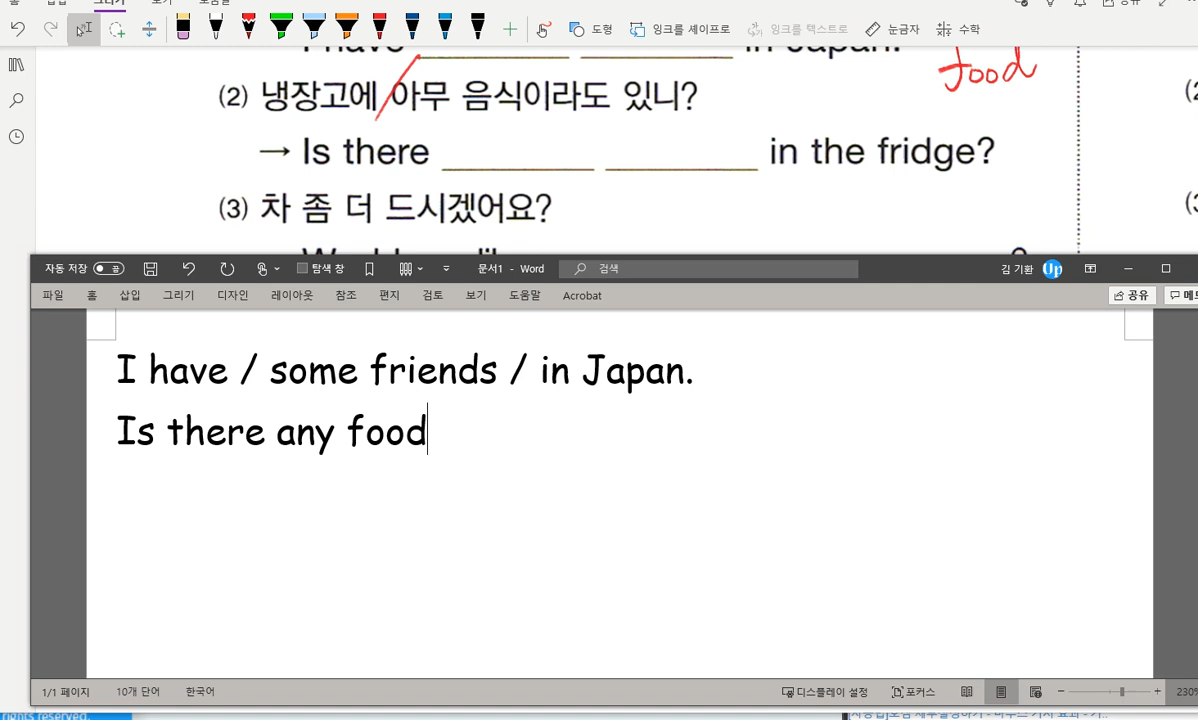 도형
잉크를 셰이프로
잉크를 텍스트로
눈금자
수학
food
(2) 냉장고에 아무 음식이라도 있니?
→ Is there in the fridge?
(3) 차 좀 더 드시겠어요?
자동 저장 끔 탐색 창 문서1 - Word 검색 김 기환 Up
파일 홈 삽입 그리기 디자인 레이아웃 참조 편지 검토 보기 도움말 Acrobat 공유
I have / some friends / in Japan.
Is there any food
1/1 페이지 10개 단어 한국어 디스플레이 설정 포커스 230%
rights reserved.